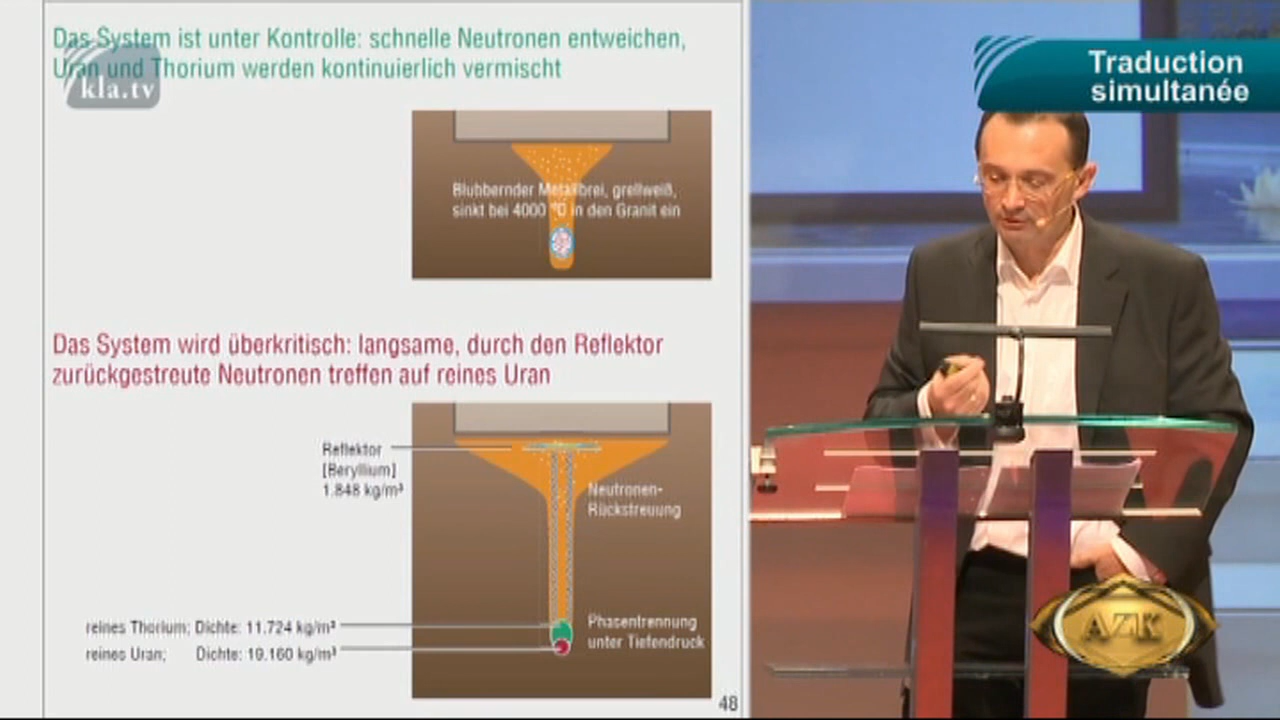 Das System ist unter Kontrolle: schnelle Neutronen entweichen,
Uran und Thorium werden kontinuierlich vermischt
kla.tv
Blubbernder Metallbrei, grellweiß,
sinkt bei 4000 °C in den Granit ein
Das System wird überkritisch: langsame, durch den Reflektor
zurückgestreute Neutronen treffen auf reines Uran
Reflektor
[Beryllium]
1.848 kg/m³
Neutronen-
Rückstreuung
Phasentrennung
unter Tiefendruck
reines Thorium; Dichte: 11.724 kg/m³
reines Uran; Dichte: 19.160 kg/m³
48
Traduction
simultanée
AZK